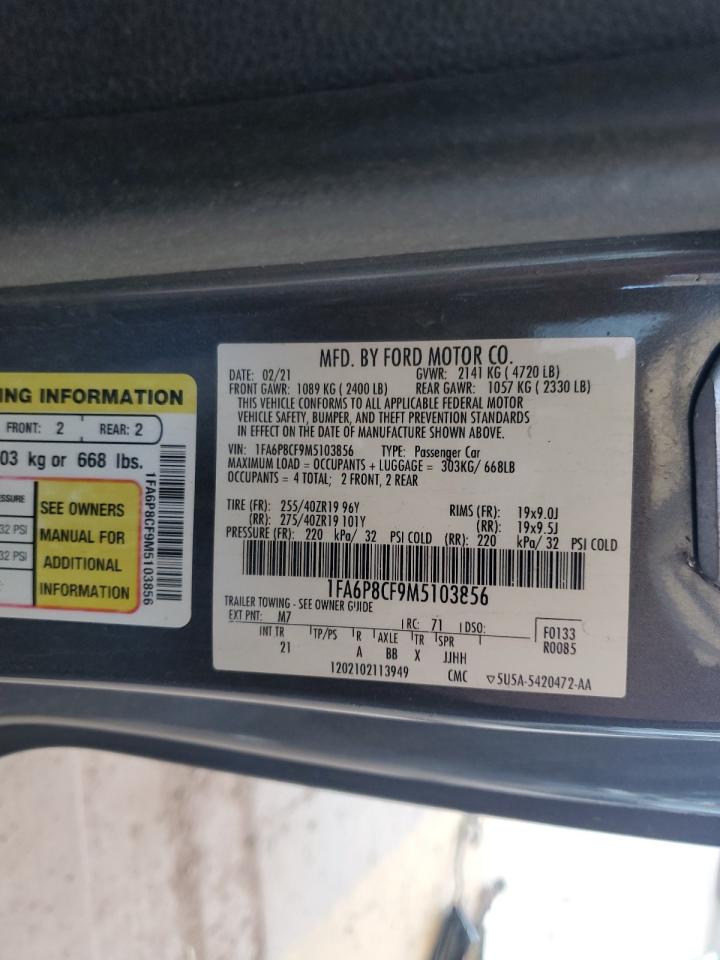 MFD. BY FORD MOTOR CO.
DATE: 02/21 GVWR: 2141 KG ( 4720 LB)
FRONT GAWR: 1089 KG ( 2400 LB) REAR GAWR: 1057 KG ( 2330 LB)
THIS VEHICLE CONFORMS TO ALL APPLICABLE FEDERAL MOTOR
VEHICLE SAFETY, BUMPER, AND THEFT PREVENTION STANDARDS
IN EFFECT ON THE DATE OF MANUFACTURE SHOWN ABOVE.
VIN: 1FA6P8CF9M5103856 TYPE: Passenger Car
MAXIMUM LOAD = OCCUPANTS + LUGGAGE = 303KG/ 668LB
OCCUPANTS = 4 TOTAL; 2 FRONT, 2 REAR
TIRE (FR): 255/40ZR19 96Y RIMS (FR): 19x9.0J
(RR): 275/40ZR19 101Y (RR): 19x9.5J
PRESSURE (FR): 220 kPa/ 32 PSI COLD (RR): 220 kPa/ 32 PSI COLD
1FA6P8CF9M5103856
TRAILER TOWING - SEE OWNER GUIDE
EXT PNT: M7 RC: 71 DSO:
INT TR TP/PS R AXLE TR SPR
21 A BB X JJHH
F0133
R0085
1202102113949 CMC ▽5U5A-5420472-AA
NG INFORMATION
FRONT: 2 REAR: 2
03 kg or 668 lbs.
SSURE
32 PSI
32 PSI
SEE OWNERS
MANUAL FOR
ADDITIONAL
INFORMATION
1FA6P8CF9M5103856